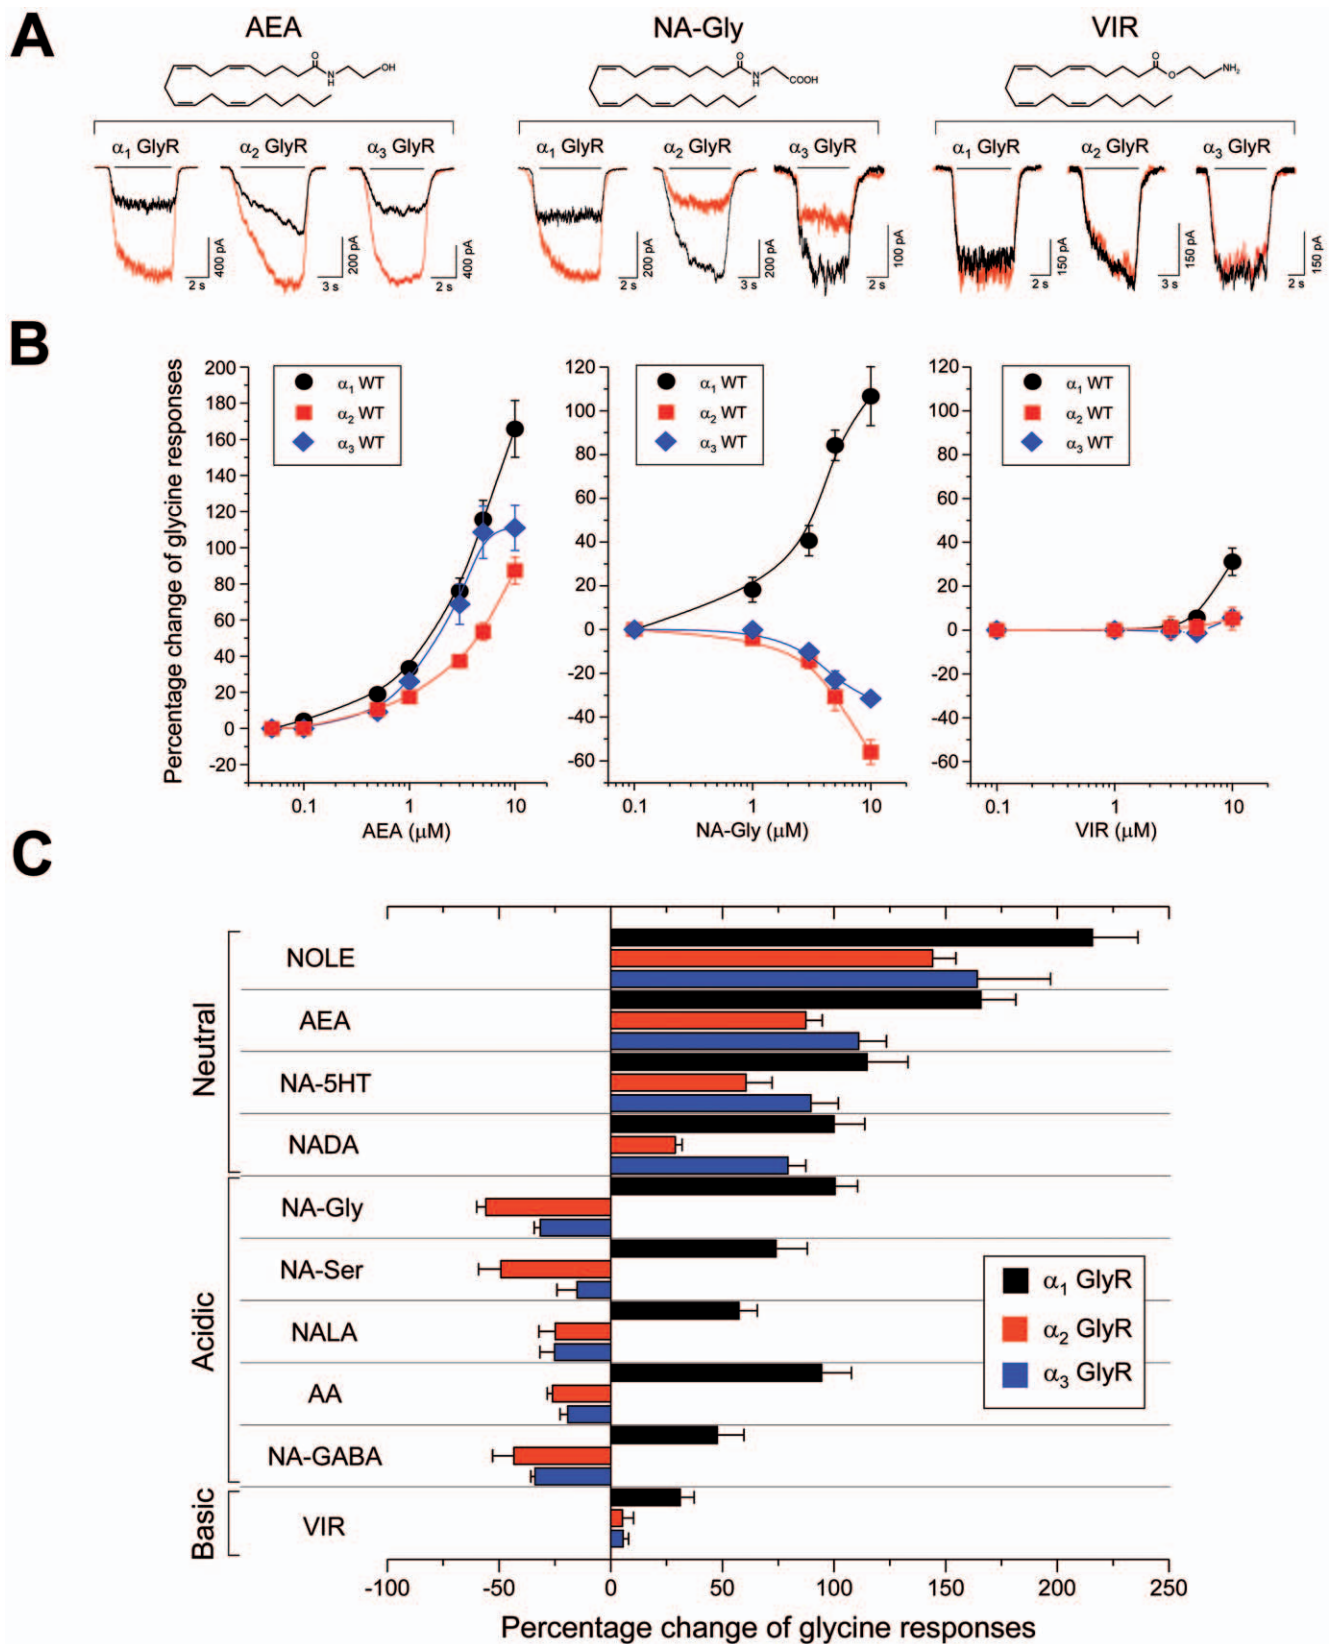 A
AEA
NA-Gly
VIR
O
N
H
OH
O
N
H
COOH
O
O
NH₂
α₁ GlyR
α₂ GlyR
α₃ GlyR
α₁ GlyR
α₂ GlyR
α₃ GlyR
α₁ GlyR
α₂ GlyR
α₃ GlyR
400 pA
2 s
200 pA
3 s
400 pA
2 s
200 pA
2 s
200 pA
3 s
100 pA
2 s
150 pA
2 s
150 pA
3 s
150 pA
2 s
B
Percentage change of glycine responses
200
180
160
140
120
100
80
60
40
20
0
-20
α₁ WT
α₂ WT
α₃ WT
0.1
1
10
AEA (μM)
120
100
80
60
40
20
0
-20
-40
-60
α₁ WT
α₂ WT
α₃ WT
0.1
1
10
NA-Gly (μM)
120
100
80
60
40
20
0
-20
-40
-60
α₁ WT
α₂ WT
α₃ WT
0.1
1
10
VIR (μM)
C
Neutral
NOLE
AEA
NA-5HT
NADA
Acidic
NA-Gly
NA-Ser
NALA
AA
NA-GABA
Basic
VIR
α₁ GlyR
α₂ GlyR
α₃ GlyR
-100
-50
0
50
100
150
200
250
Percentage change of glycine responses